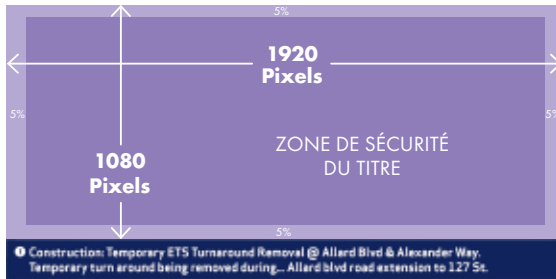 5%
1920
Pixels
5%
5%
1080
Pixels
ZONE DE SÉCURITÉ
DU TITRE
5%
Construction: Temporary ETS Turnaround Removal @ Allard Blvd & Alexander Way.
Temporary turn around being removed during... Allard blvd road extension to 127 St.